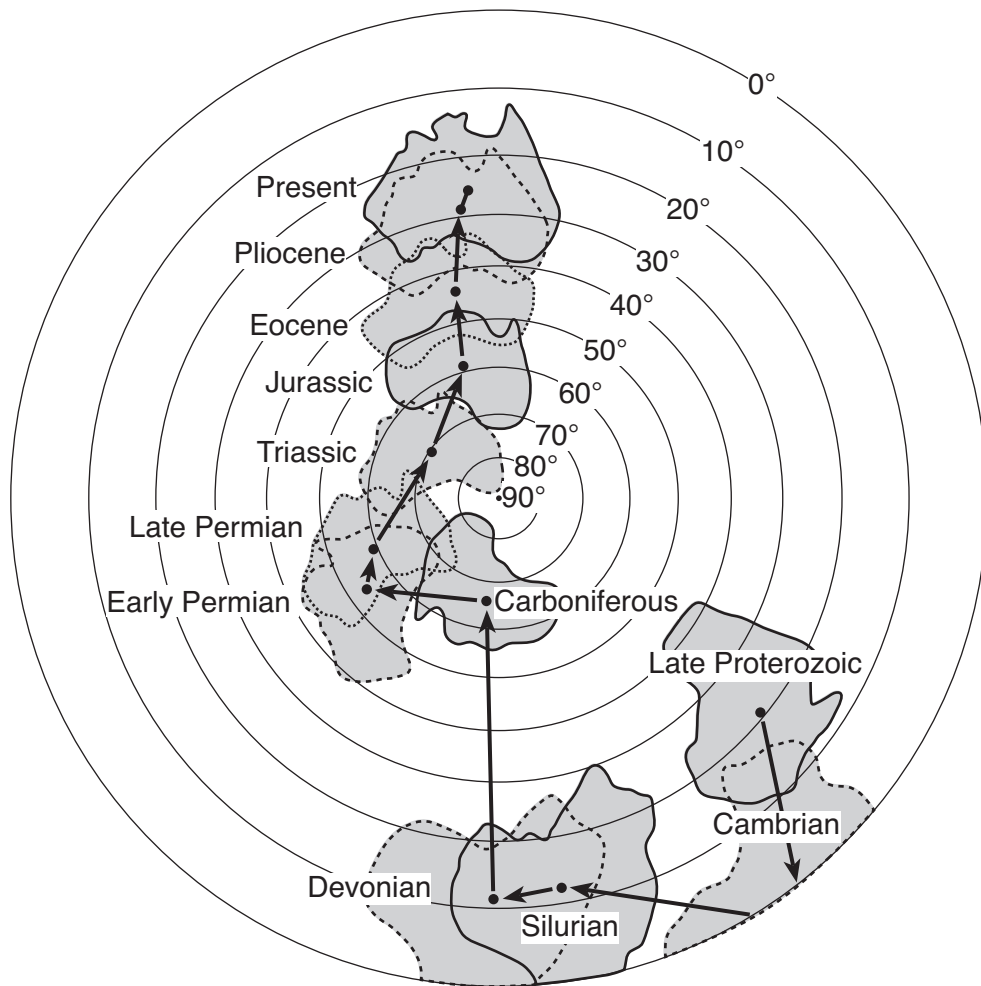 0°
10°
20°
30°
40°
50°
60°
70°
80°
90°
Present
Pliocene
Eocene
Jurassic
Triassic
Late Permian
Early Permian
Carboniferous
Late Proterozoic
Cambrian
Devonian
Silurian